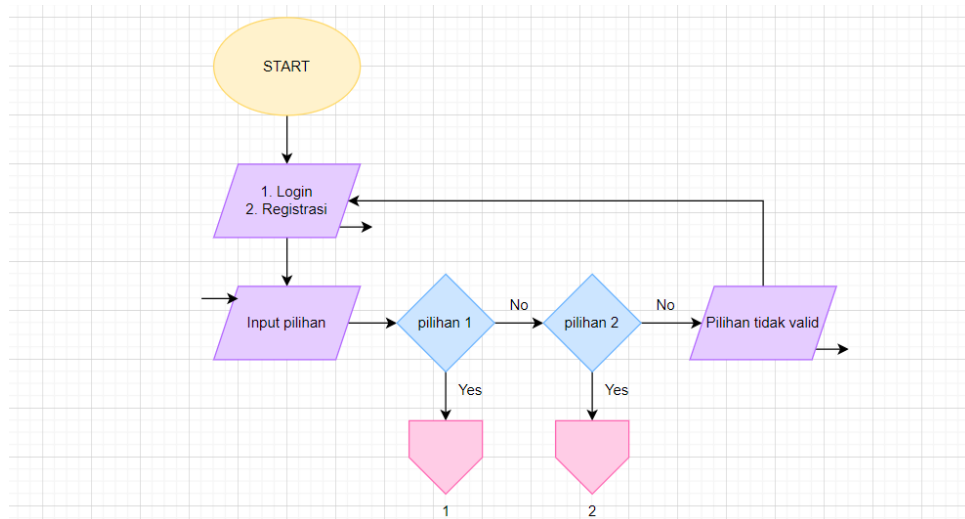 START
1. Login
2. Registrasi
Input pilihan
pilihan 1
No
pilihan 2
No
Pilihan tidak valid
Yes
Yes
1
2